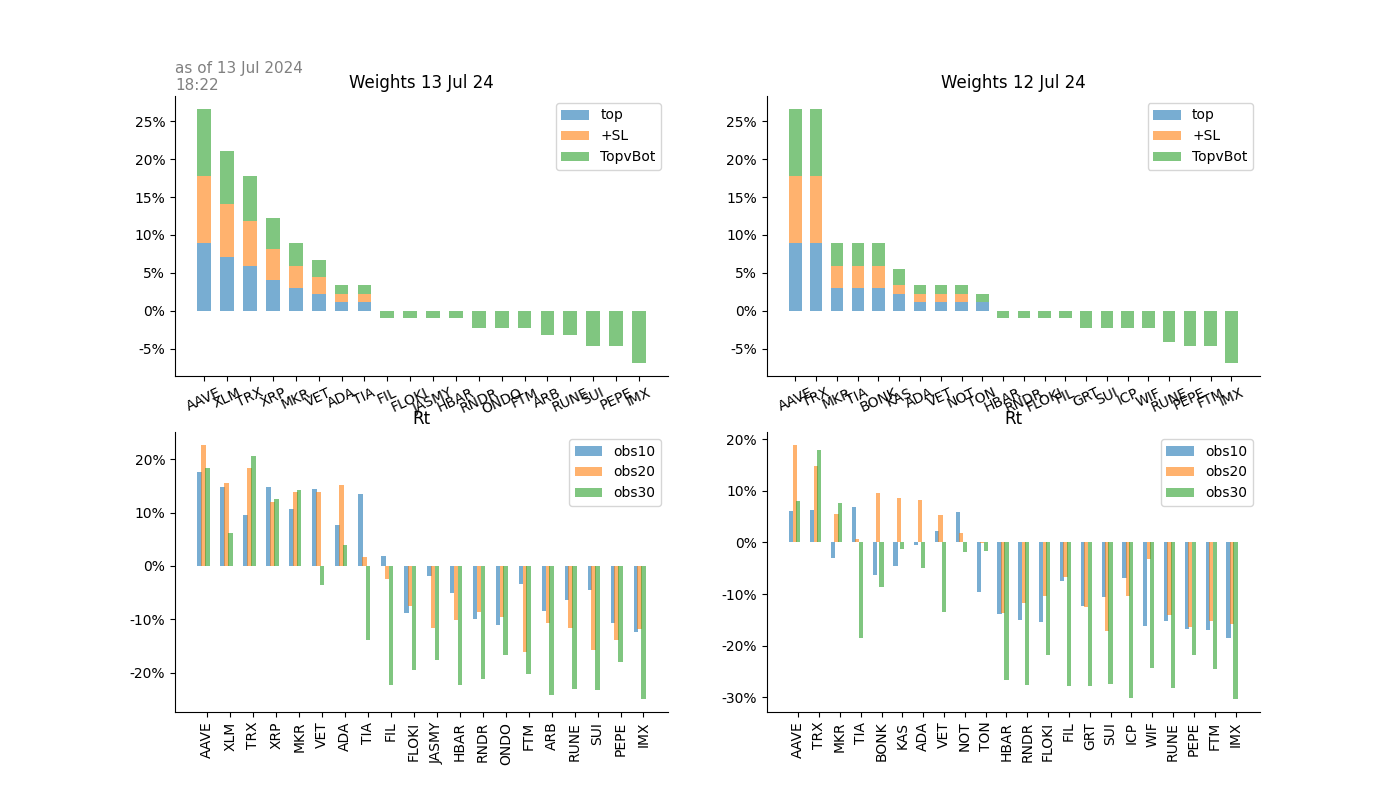 as of 13 Jul 2024
18:22
Weights 13 Jul 24
25%
20%
15%
10%
5%
0%
-5%
top
+SL
TopvBot
AAVE XLM TRX XRP MKR VET ADA TIA FIL FLOKI JASMY HBAR RNDR ONDO FTM ARB RUNE SUI PEPE IMX
Weights 12 Jul 24
25%
20%
15%
10%
5%
0%
-5%
top
+SL
TopvBot
AAVE TRX MKR TIA BONK KAS ADA VET NOT TON HBAR RNDR FLOKI FIL GRT SUI ICP WIF RUNE PEPE FTM IMX
Rt
20%
10%
0%
-10%
-20%
obs10
obs20
obs30
AAVE XLM TRX XRP MKR VET ADA TIA FIL FLOKI JASMY HBAR RNDR ONDO FTM ARB RUNE SUI PEPE IMX
Rt
20%
10%
0%
-10%
-20%
-30%
obs10
obs20
obs30
AAVE TRX MKR TIA BONK KAS ADA VET NOT TON HBAR RNDR FLOKI FIL GRT SUI ICP WIF RUNE PEPE FTM IMX